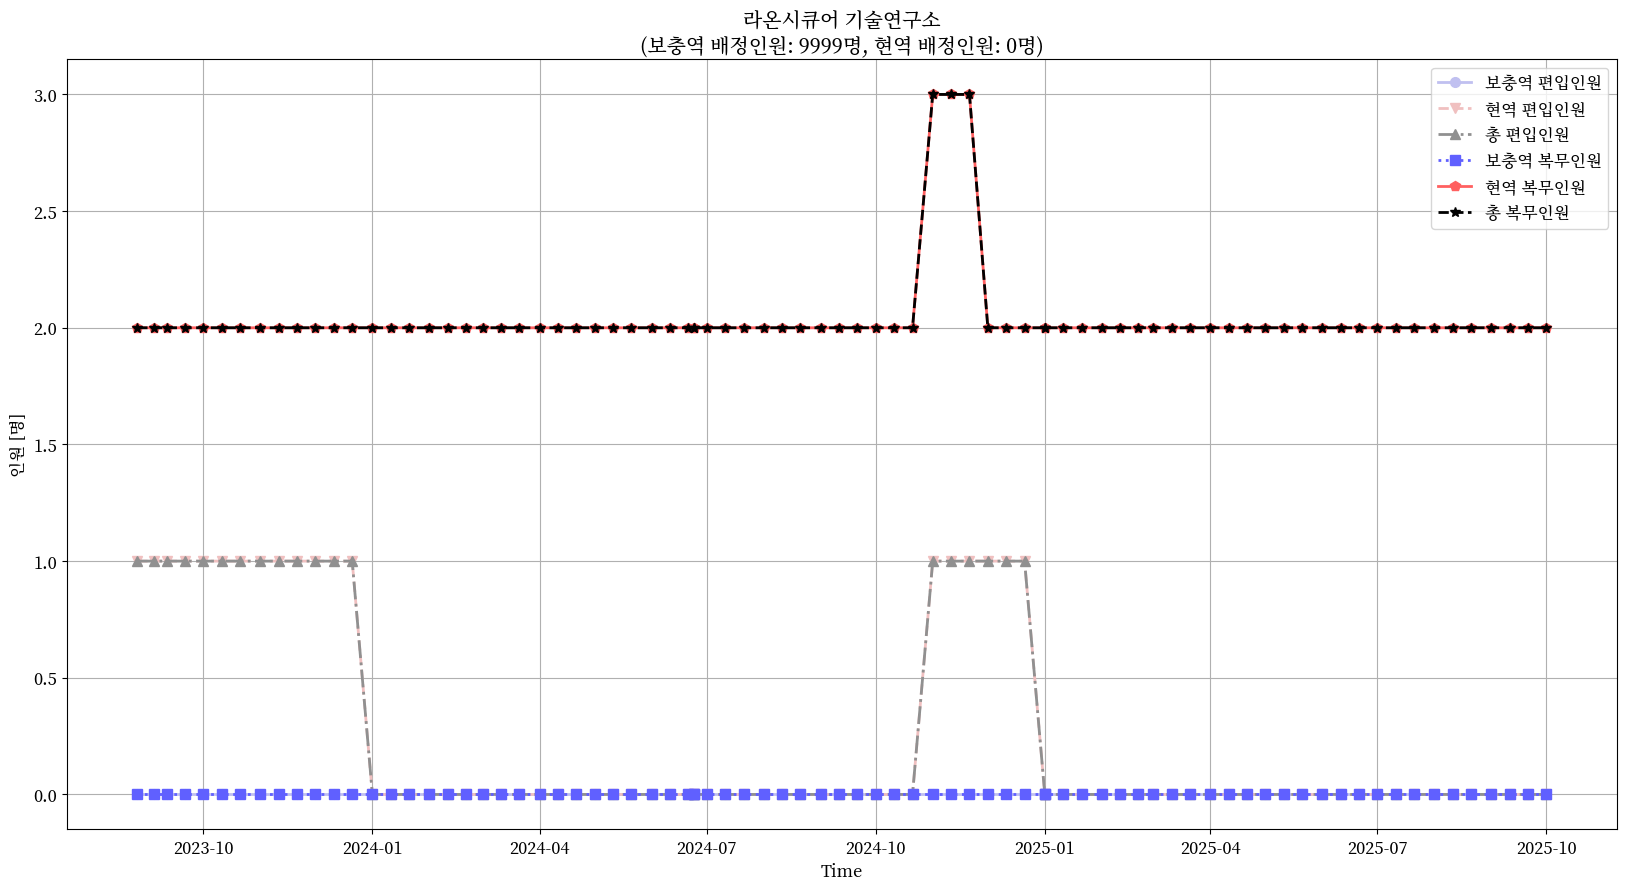 라온시큐어 기술연구소
(보충역 배정인원: 9999명, 현역 배정인원: 0명)
3.0
2.5
2.0
1.5
1.0
0.5
0.0
인원 [명]
보충역 편입인원
현역 편입인원
총 편입인원
보충역 복무인원
현역 복무인원
총 복무인원
2023-10
2024-01
2024-04
2024-07
2024-10
2025-01
2025-04
2025-07
2025-10
Time